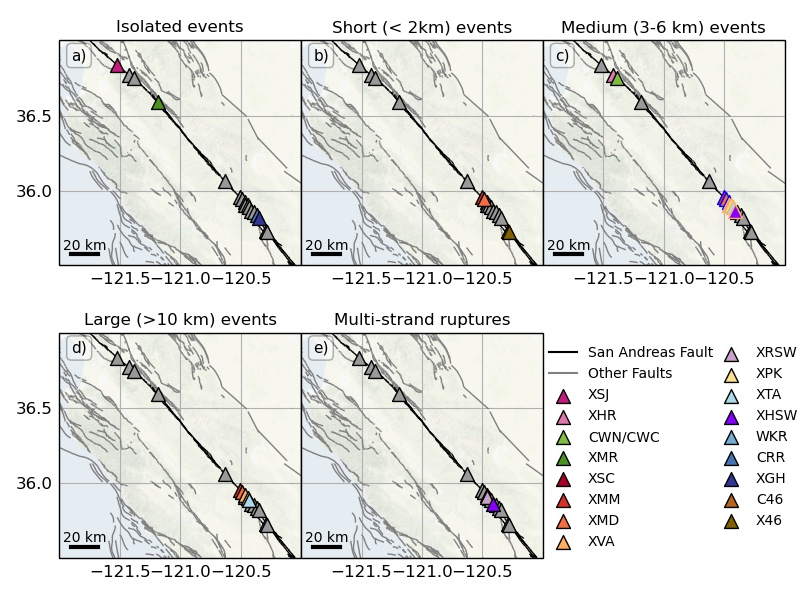 Isolated events
Short (< 2km) events
Medium (3-6 km) events
a)
b)
c)
36.5
36.0
20 km
20 km
20 km
−121.5−121.0−120.5
−121.5−121.0−120.5
−121.5−121.0−120.5
Large (>10 km) events
Multi-strand ruptures
d)
e)
36.5
36.0
20 km
20 km
−121.5−121.0−120.5
−121.5−121.0−120.5
San Andreas Fault
Other Faults
XSJ
XHR
CWN/CWC
XMR
XSC
XMM
XMD
XVA
XRSW
XPK
XTA
XHSW
WKR
CRR
XGH
C46
X46